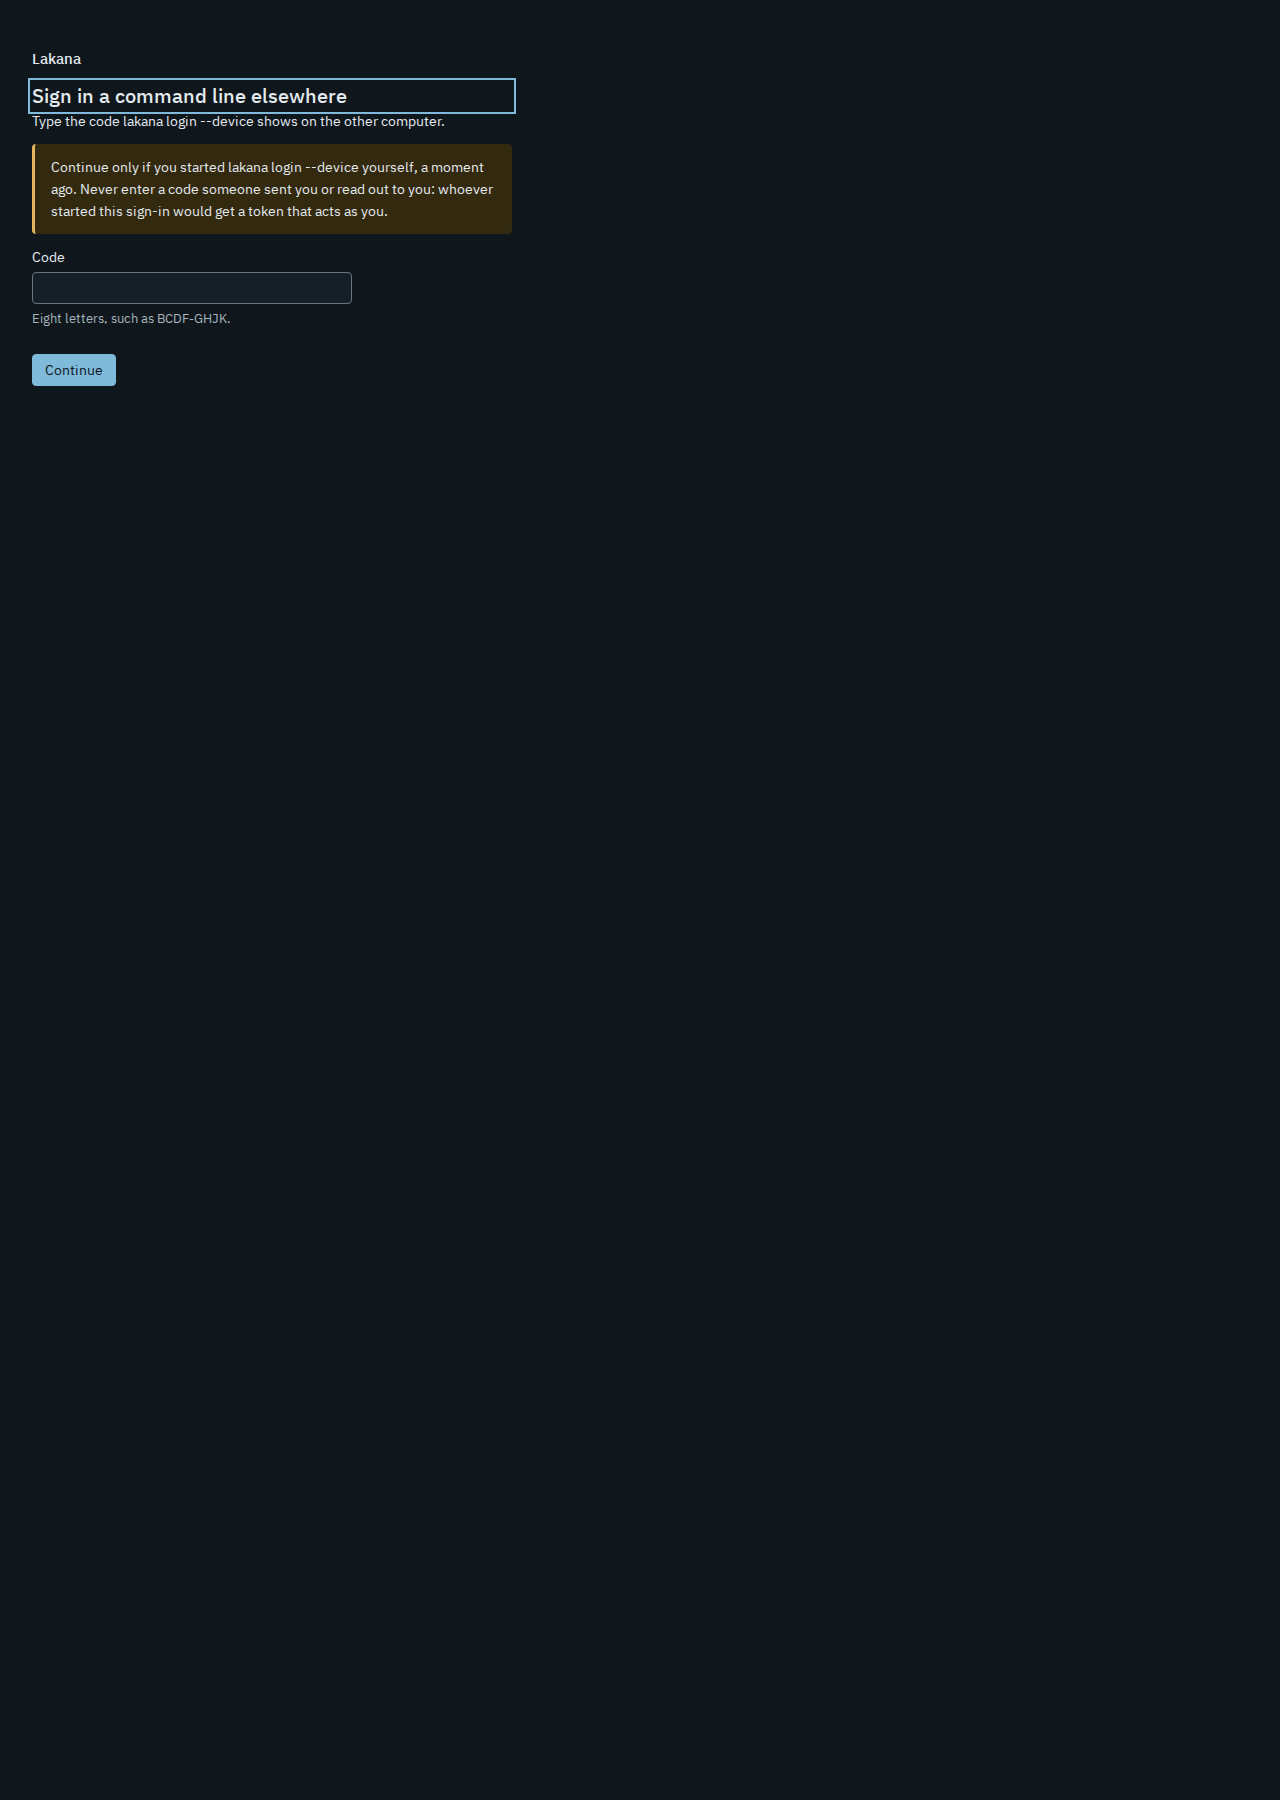 Lakana
Sign in a command line elsewhere
Type the code lakana login --device shows on the other computer.
Continue only if you started lakana login --device yourself, a moment
ago. Never enter a code someone sent you or read out to you: whoever
started this sign-in would get a token that acts as you.
Code
Eight letters, such as BCDF-GHJK.
Continue